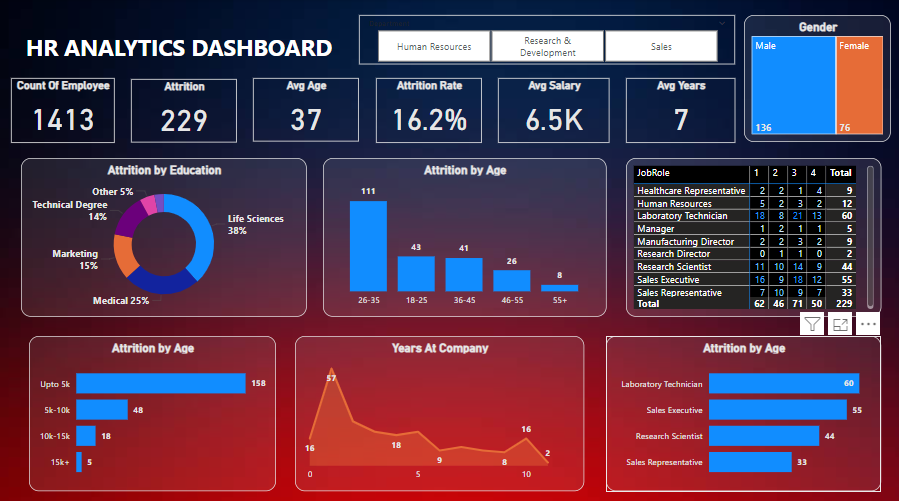 HR ANALYTICS DASHBOARD
Human Resources
Research &
Development
Sales
Gender
Male
Female
136
76
Count Of Employee
1413
Attrition
229
Avg Age
37
Attrition Rate
16.2%
Avg Salary
6.5K
Avg Years
7
Attrition by Education
Other 5%
Technical Degree
14%
Life Sciences
38%
Marketing
15%
Medical 25%
Attrition by Age
111
43
41
26
8
26-35 18-25 36-45 46-55 55+
JobRole 1 2 3 4 Total
Healthcare Representative 2 2 1 4 9
Human Resources 5 2 3 2 12
Laboratory Technician 18 8 21 13 60
Manager 1 2 1 1 5
Manufacturing Director 2 2 3 2 9
Research Director 0 1 1 0 2
Research Scientist 11 10 14 9 44
Sales Executive 16 9 18 12 55
Sales Representative 7 10 9 7 33
Total 62 46 71 50 229
Attrition by Age
Upto 5k 158
5k-10k 48
10k-15k 18
15k+ 5
Years At Company
57
16
18
9
8
16
2
0 5 10
Attrition by Age
Laboratory Technician 60
Sales Executive 55
Research Scientist 44
Sales Representative 33